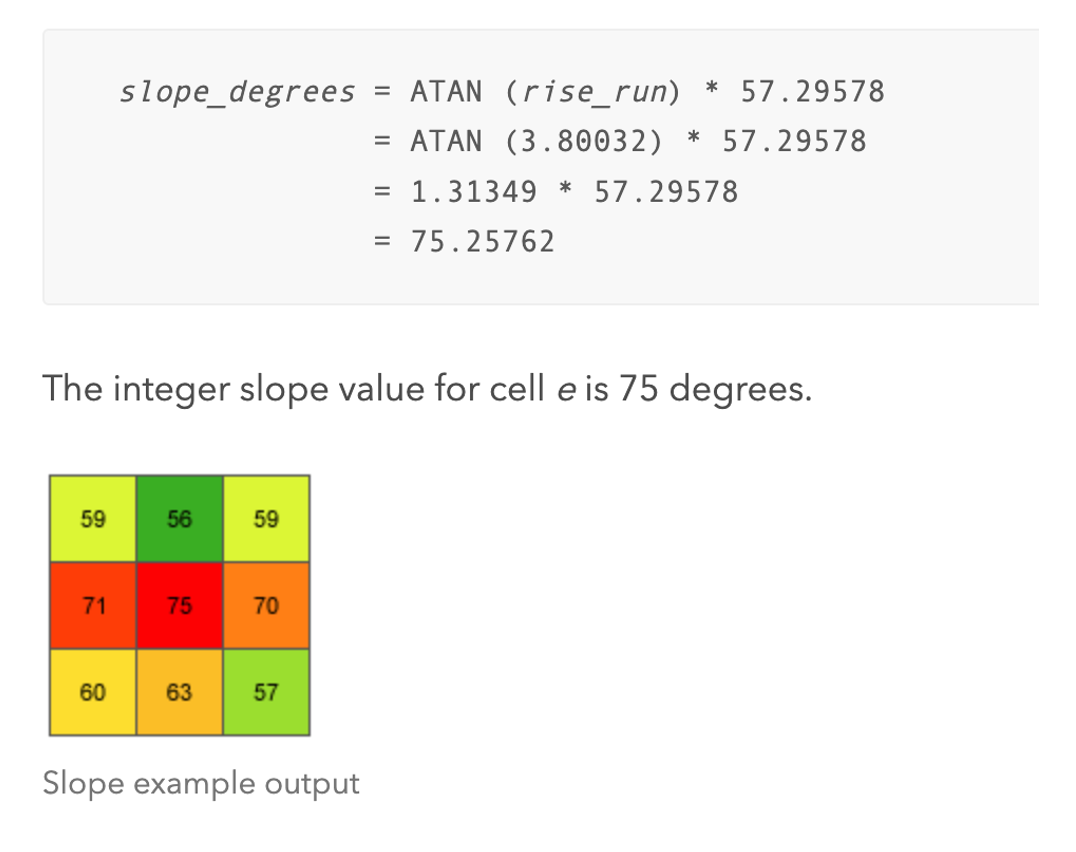 slope_degrees = ATAN (rise_run) * 57.29578
= ATAN (3.80032) * 57.29578
= 1.31349 * 57.29578
= 75.25762
The integer slope value for cell e is 75 degrees.
59 56 59
71 75 70
60 63 57
Slope example output